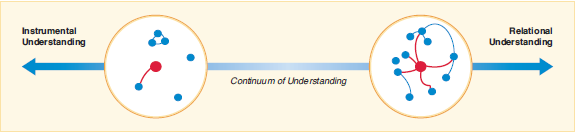 Instrumental
Understanding
Relational
Understanding
Continuum of Understanding